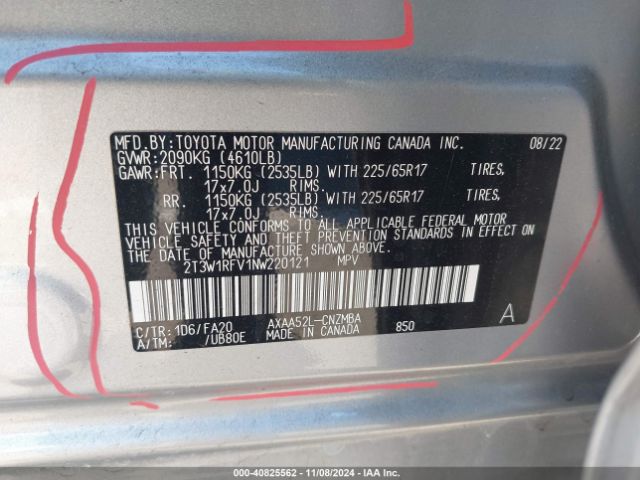 MFD.BY:TOYOTA MOTOR MANUFACTURING CANADA INC. 08/22
GVWR:2090KG (4610LB)
GAWR:FRT. 1150KG (2535LB) WITH 225/65R17 TIRES,
17x7.0J RIMS.
RR. 1150KG (2535LB) WITH 225/65R17 TIRES,
17x7.0J RIMS.
THIS VEHICLE CONFORMS TO ALL APPLICABLE FEDERAL MOTOR
VEHICLE SAFETY AND THEFT PREVENTION STANDARDS IN EFFECT
ON THE DATE OF MANUFACTURE SHOWN ABOVE.
2T3W1RFV1NW220121 MPV
C/TR:1D6/FA20 AXAA52L-CNZMBA 850 A
A/TM: /UB80E MADE IN CANADA
000-40825562 - 11/08/2024 - IAAI.COM